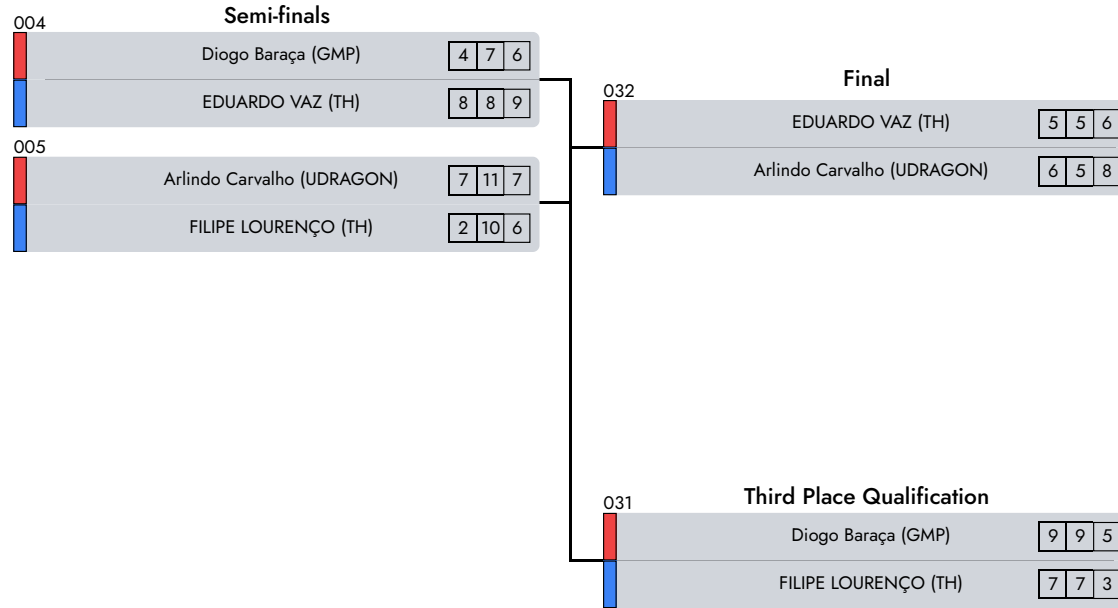 Semi-finals
004
Diogo Baraça (GMP) 4 7 6
EDUARDO VAZ (TH) 8 8 9
005
Arlindo Carvalho (UDRAGON) 7 11 7
FILIPE LOURENÇO (TH) 2 10 6
Final
032
EDUARDO VAZ (TH) 5 5 6
Arlindo Carvalho (UDRAGON) 6 5 8
Third Place Qualification
031
Diogo Baraça (GMP) 9 9 5
FILIPE LOURENÇO (TH) 7 7 3